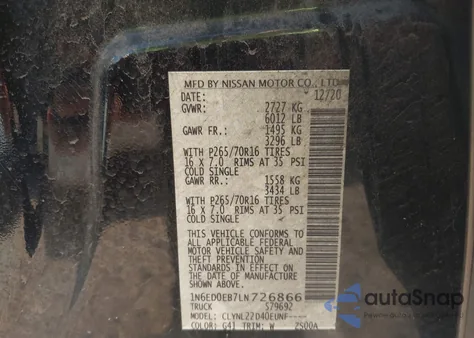 MFD BY NISSAN MOTOR CO., LTD.
DATE: 12/20
GVWR: 2727 KG
6012 LB
GAWR FR: 1495 KG
3296 LB
WITH P265/70R16 TIRES
16 X 7.0 RIMS AT 35 PSI
COLD SINGLE
GAWR RR.: 1558 KG
3434 LB
WITH P265/70R16 TIRES
16 X 7.0 RIMS AT 35 PSI
COLD SINGLE
THIS VEHICLE CONFORMS TO
ALL APPLICABLE FEDERAL
MOTOR VEHICLE SAFETY AND
AND THEFT PREVENTION
STANDARDS IN EFFECT ON
THE DATE OF MANUFACTURE
SHOWN ABOVE.
1N6ED0EB7LN726866
TRUCK 579692
MODEL: CLYNL22D40EUNF----
COLOR: G41 TRIM: W 2500A
autoSnap